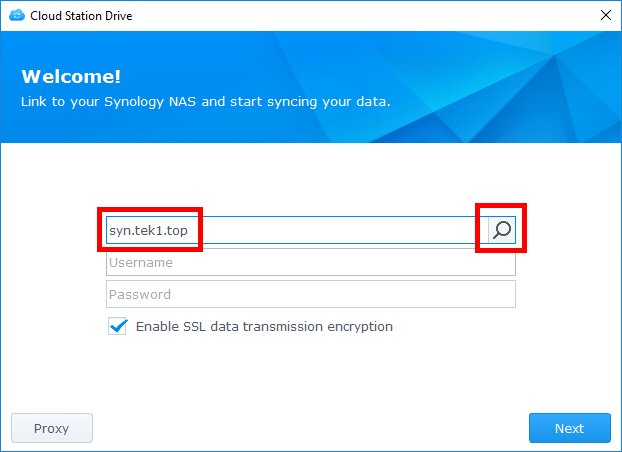 Cloud Station Drive
Welcome!
Link to your Synology NAS and start syncing your data.
syn.tek1.top
Username
Password
Enable SSL data transmission encryption
Proxy
Next